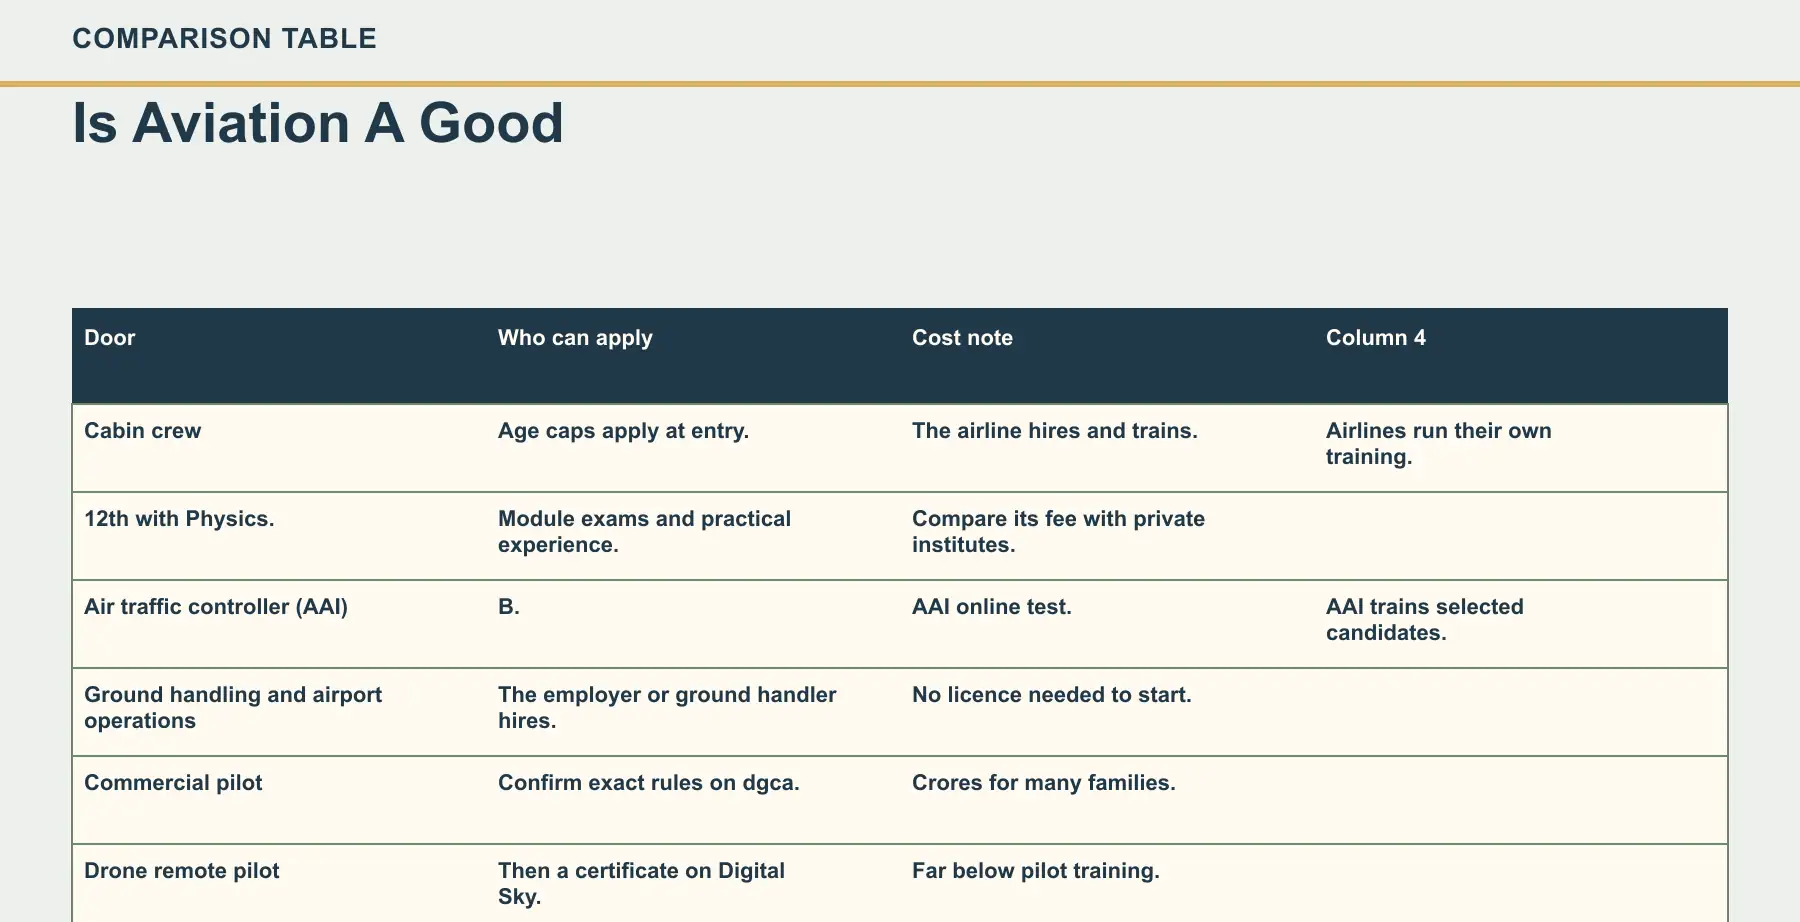 COMPARISON TABLE
Is Aviation A Good
Door Who can apply Cost note Column 4
Cabin crew Age caps apply at entry. The airline hires and trains. Airlines run their own
training.
12th with Physics. Module exams and practical Compare its fee with private
experience. institutes.
Air traffic controller (AAI) B. AAI online test. AAI trains selected
candidates.
Ground handling and airport The employer or ground handler No licence needed to start.
operations hires.
Commercial pilot Confirm exact rules on dgca. Crores for many families.
Drone remote pilot Then a certificate on Digital Far below pilot training.
Sky.